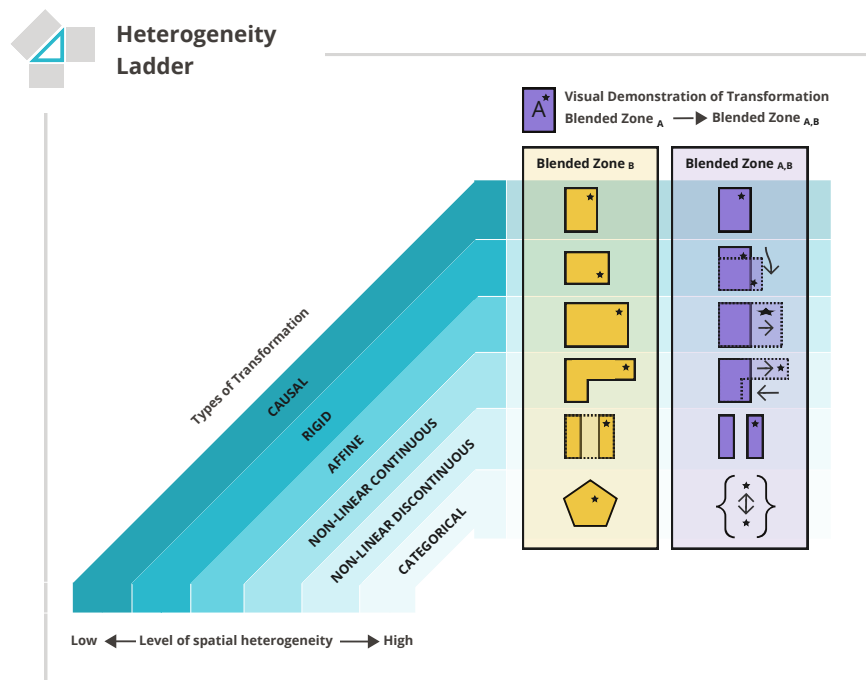 Heterogeneity
Ladder
A
Visual Demonstration of Transformation
Blended Zone A Blended Zone A,B
Blended Zone B
Blended Zone A,B
Types of Transformation
CAUSAL
RIGID
AFFINE
NON-LINEAR CONTINUOUS
NON-LINEAR DISCONTINUOUS
CATEGORICAL
Low Level of spatial heterogeneity High